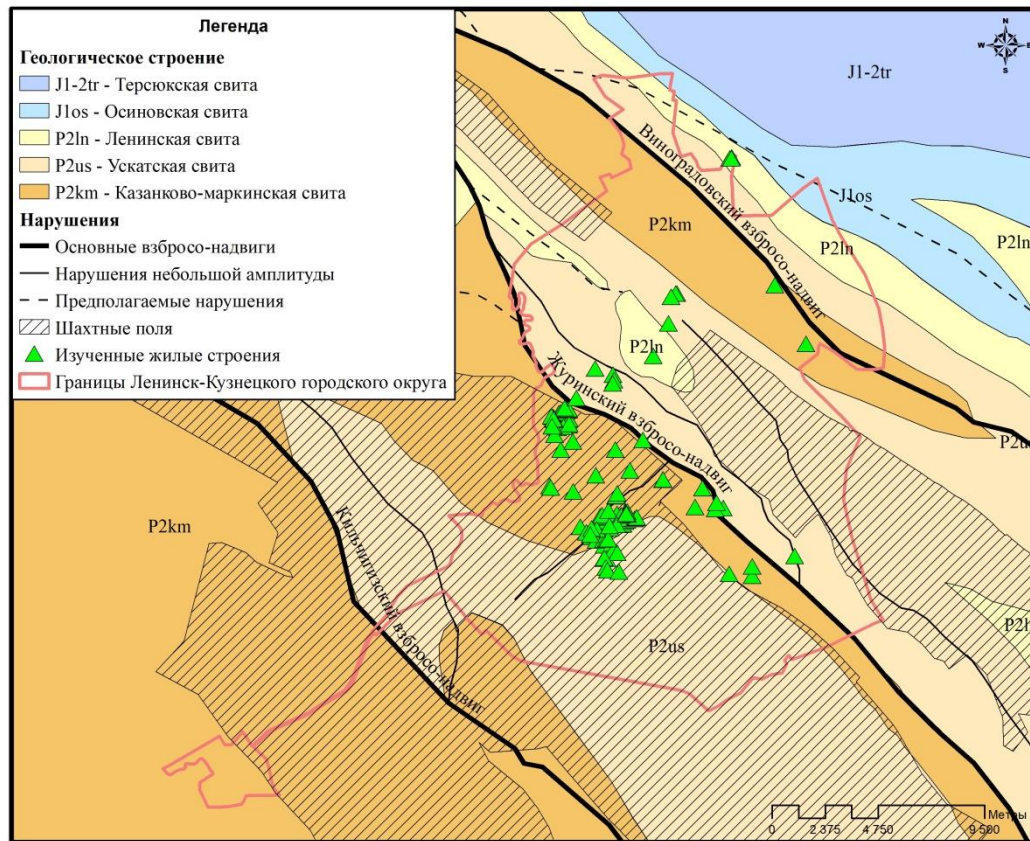 Легенда
Геологическое строение
J1-2tr - Терсюкская свита
J1os - Осиновская свита
P2ln - Ленинская свита
P2us - Ускатская свита
P2km - Казанково-маркинская свита
Нарушения
Основные взбросо-надвиги
Нарушения небольшой амплитуды
Предполагаемые нарушения
Шахтные поля
Изученные жилые строения
Границы Ленинск-Кузнецкого городского округа
N
W E
S
J1-2tr
Виноградовский взбросо-надвиг
J1os
P2km
P2ln
P2ln
P2ln
Журинский взбросо-надвиг
P2u
P2km
Кильчигизский взбросо-надвиг
P2l
P2us
Метры
0 2 375 4 750 9 500